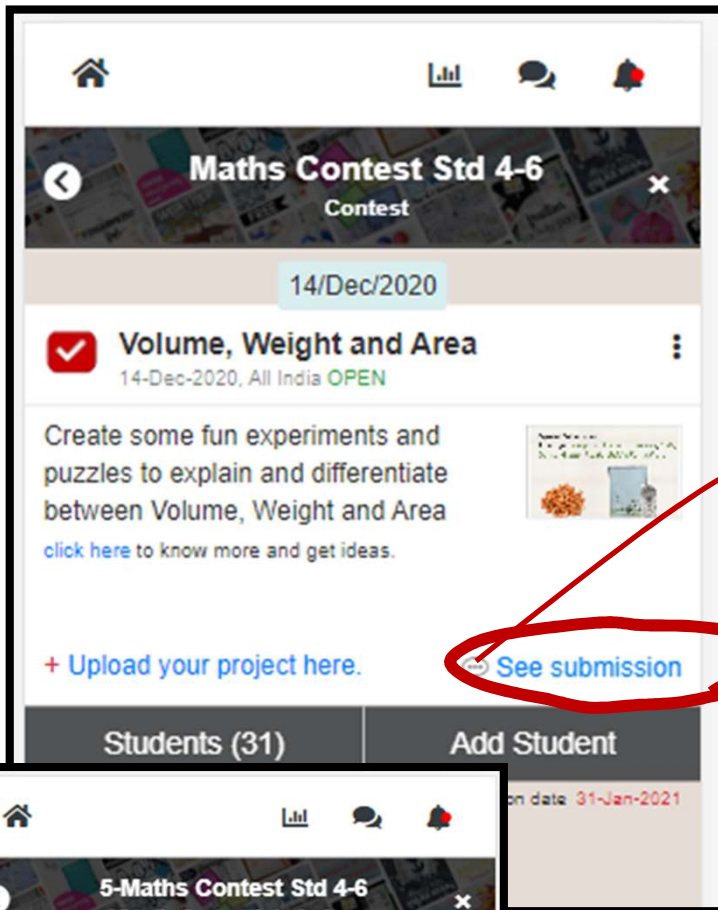 Maths Contest Std 4-6
Contest
14/Dec/2020
Volume, Weight and Area
14-Dec-2020, All India OPEN
Create some fun experiments and
puzzles to explain and differentiate
between Volume, Weight and Area
click here to know more and get ideas.
+ Upload your project here.
See submission
Students (31)
Add Student
on date 31-Jan-2021
5-Maths Contest Std 4-6